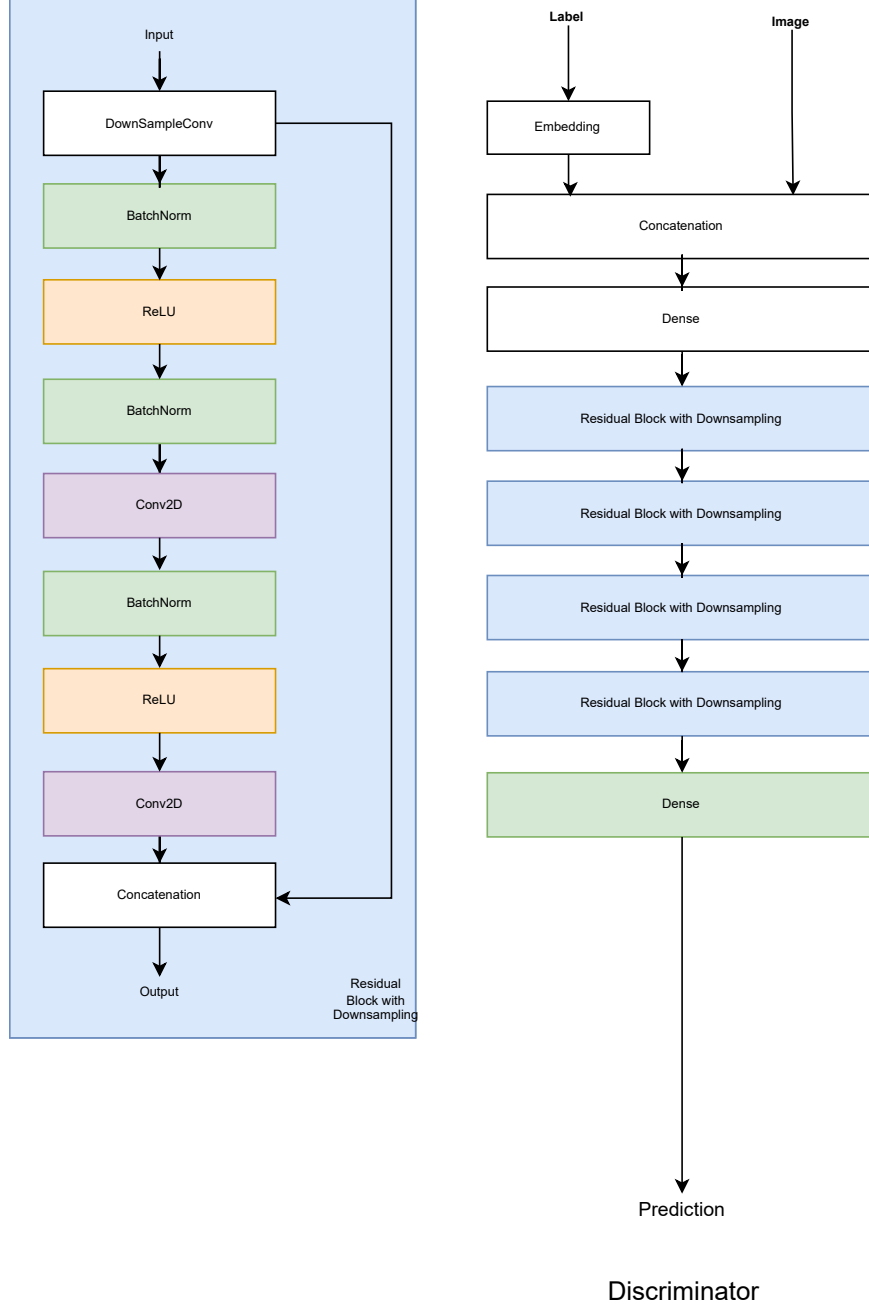 Input
DownSampleConv
BatchNorm
ReLU
BatchNorm
Conv2D
BatchNorm
ReLU
Conv2D
Concatenation
Output
Residual
Block with
Downsampling
Label
Image
Embedding
Concatenation
Dense
Residual Block with Downsampling
Residual Block with Downsampling
Residual Block with Downsampling
Residual Block with Downsampling
Dense
Prediction
Discriminator